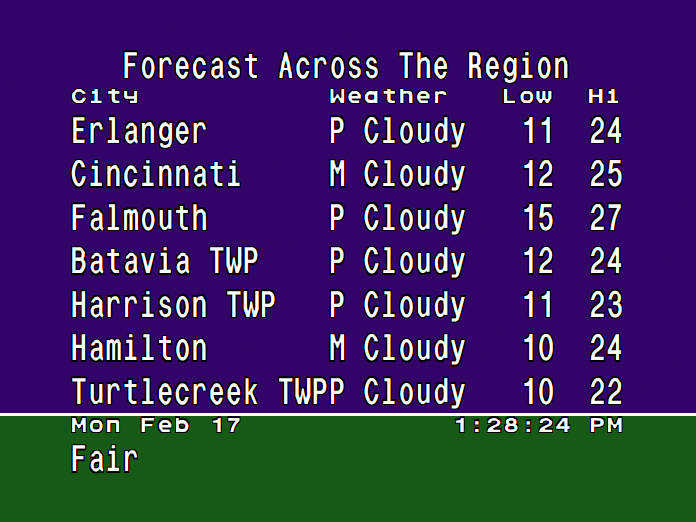 Forecast Across The Region
City Weather Low Hi
Erlanger P Cloudy 11 24
Cincinnati M Cloudy 12 25
Falmouth P Cloudy 15 27
Batavia TWP P Cloudy 12 24
Harrison TWP P Cloudy 11 23
Hamilton M Cloudy 10 24
Turtlecreek TWPP Cloudy 10 22
Mon Feb 17 1:28:24 PM
Fair